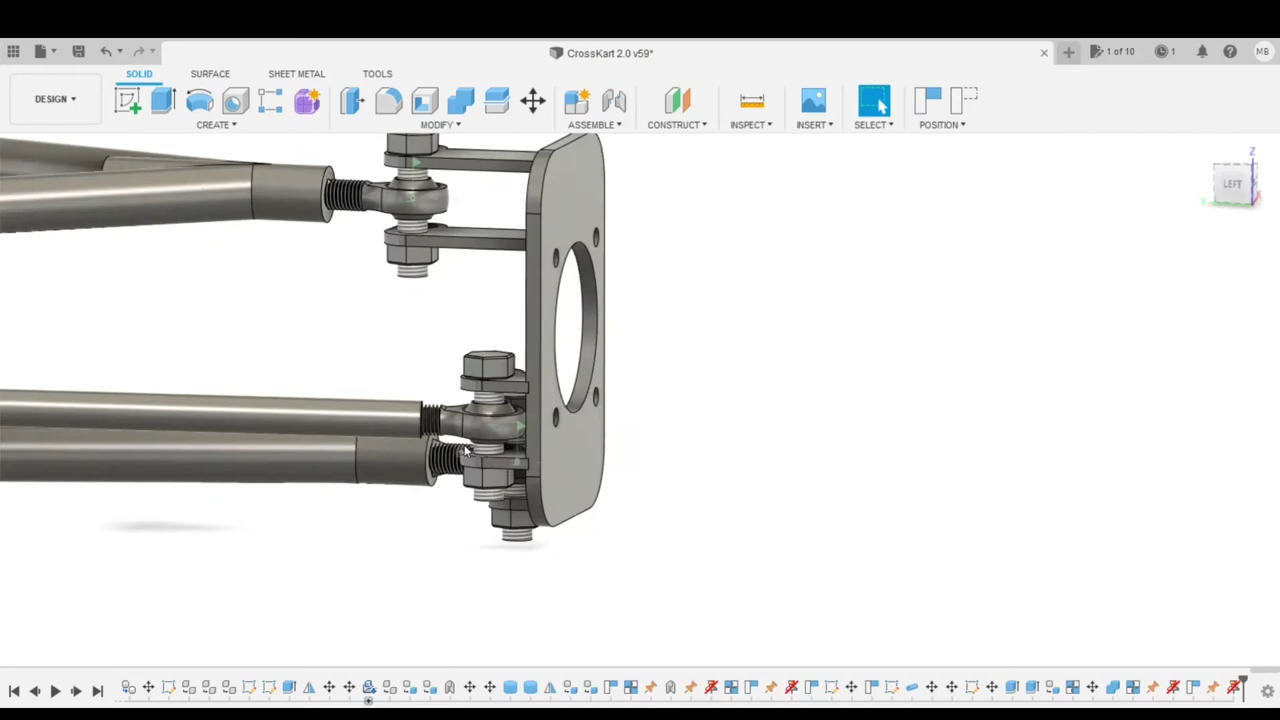 CrossKart 2.0 v59*
1 of 10
1
MB
DESIGN
SOLID
SURFACE
SHEET METAL
TOOLS
CREATE
MODIFY
ASSEMBLE
CONSTRUCT
INSPECT
INSERT
SELECT
POSITION
Z
LEFT